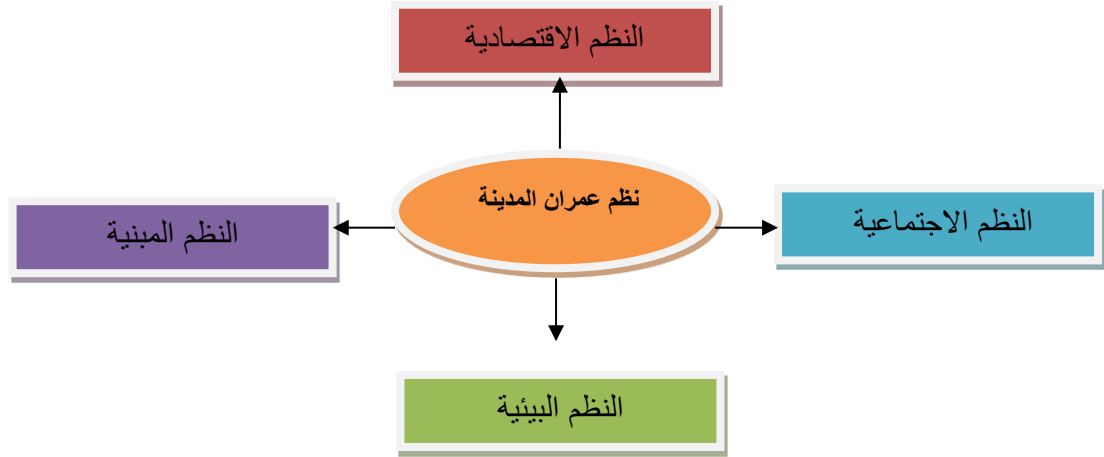 النظم الاقتصادية
نظم عمران المدينة
النظم الاجتماعية
النظم المبنية
النظم البيئية